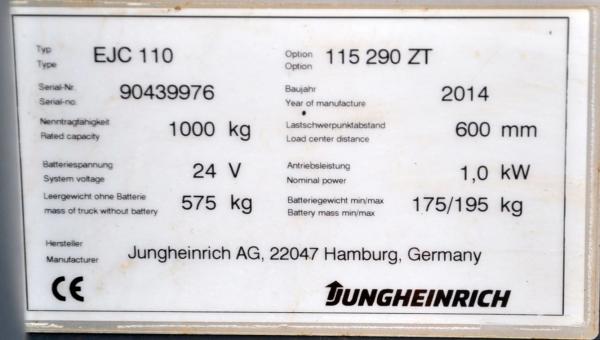 Typ EJC 110 Option 115 290 ZT
Type Option
Serial-Nr. 90439976 Baujahr 2014
Serial-no. Year of manufacture
Nenntragfähigkeit 1000 kg Lastschwerpunktabstand 600 mm
Rated capacity Load center distance
Batteriespannung 24 V Antriebsleistung 1,0 kW
System voltage Nominal power
Leergewicht ohne Batterie 575 kg Batteriegewicht min/max 175/195 kg
mass of truck without battery Battery mass min/max
Hersteller Jungheinrich AG, 22047 Hamburg, Germany
Manufacturer
CE JUNGHEINRICH